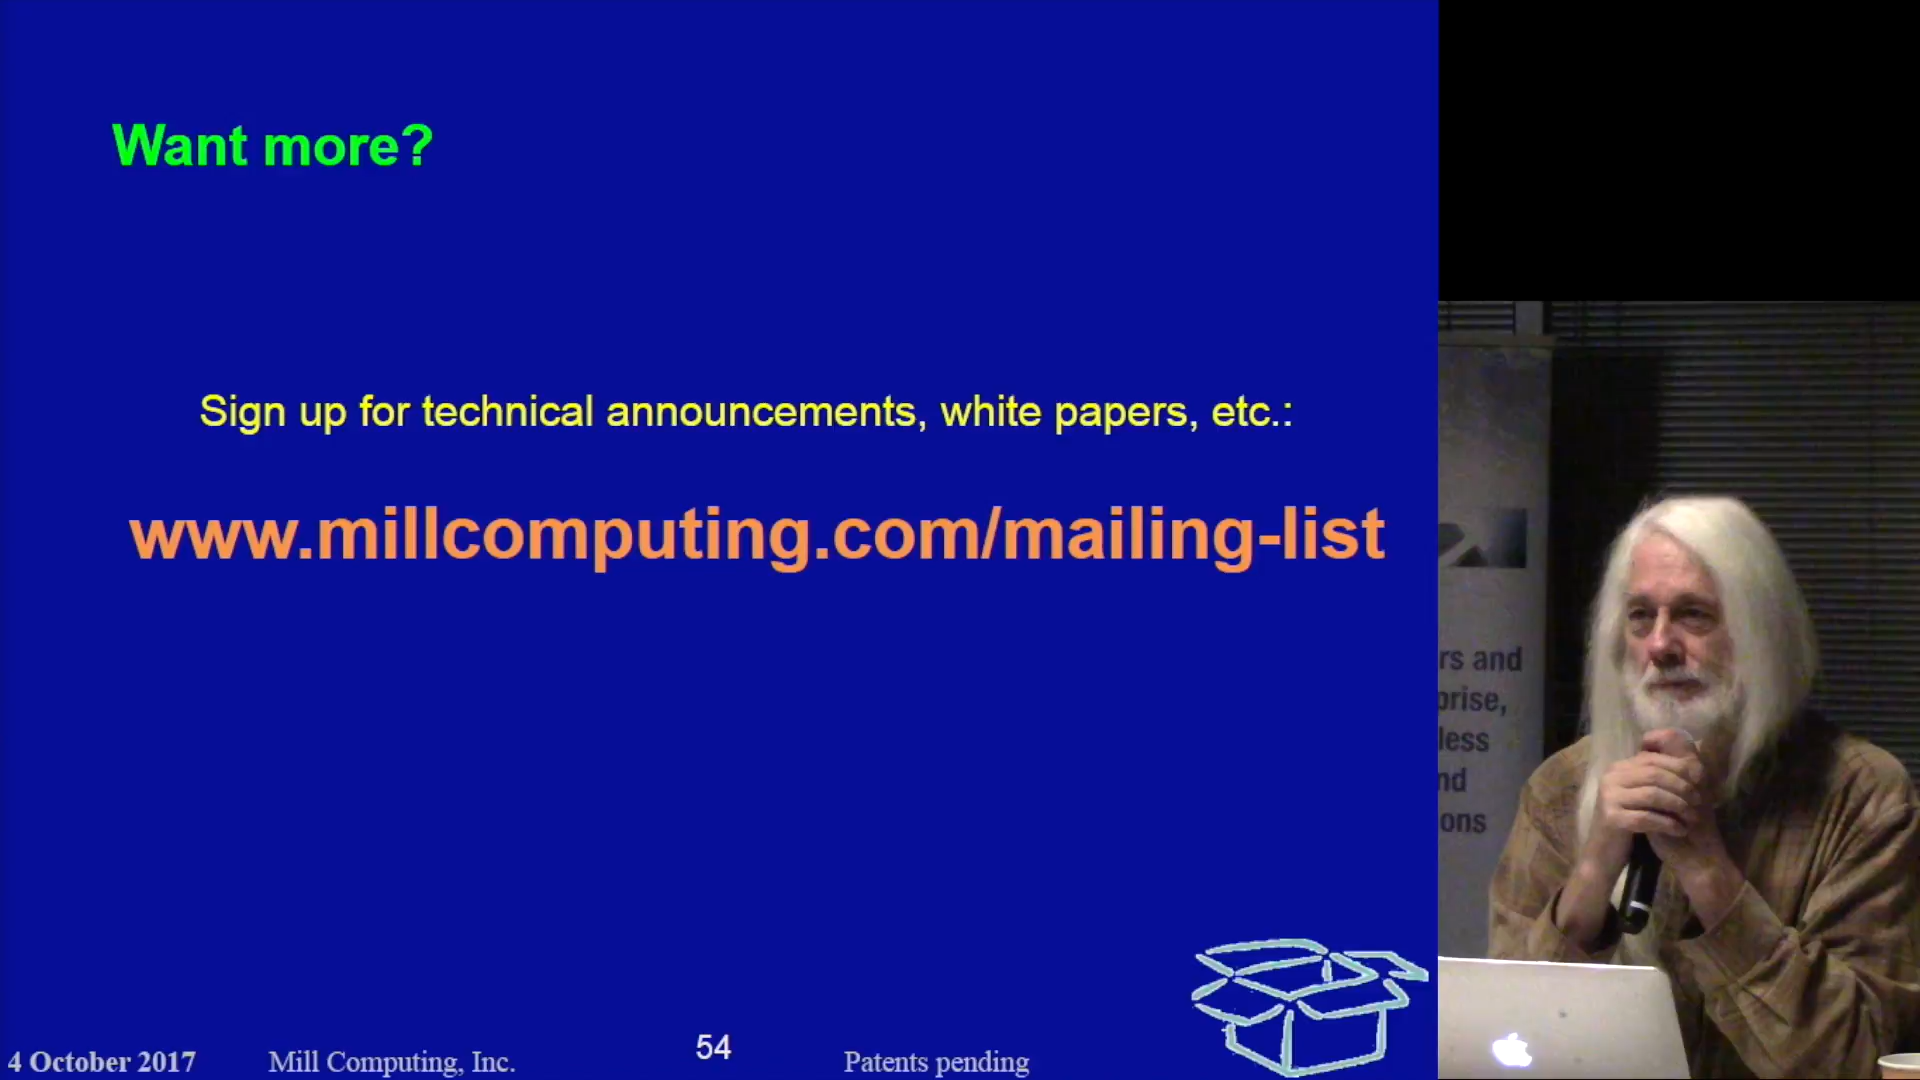 Want more?
Sign up for technical announcements, white papers, etc.:
www.millcomputing.com/mailing-list
4 October 2017
Mill Computing, Inc.
54
Patents pending
rs and
prise,
less
nd
ons